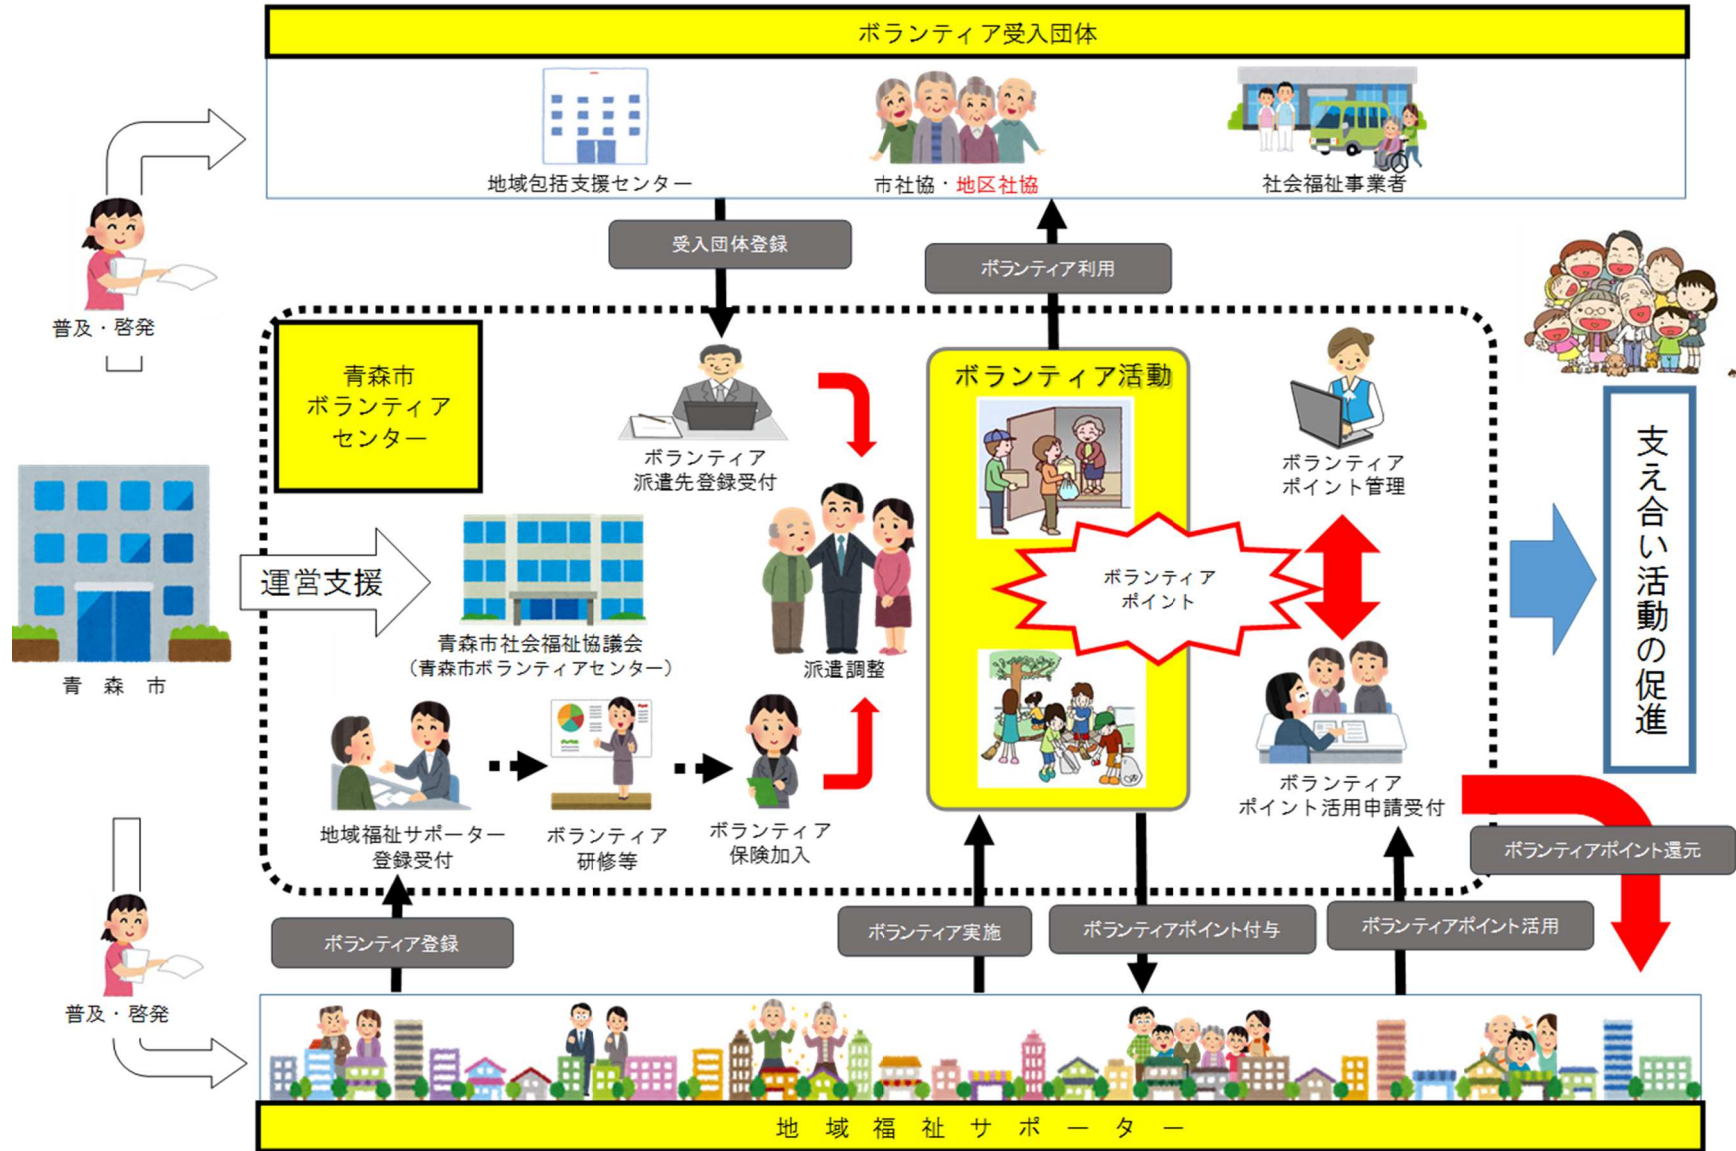 ボランティア受入団体
地域包括支援センター
市社協・地区社協
社会福祉事業者
受入団体登録
ボランティア利用
普及・啓発
青森市
ボランティア
センター
ボランティア
派遣先登録受付
ボランティア活動
ボランティア
ポイント管理
支え合い活動の促進
運営支援
青森市社会福祉協議会
（青森市ボランティアセンター）
派遣調整
ボランティア
ポイント
青森市
地域福祉サポーター
登録受付
ボランティア
研修等
ボランティア
保険加入
ボランティア
ポイント活用申請受付
ボランティアポイント還元
ボランティア登録
ボランティア実施
ボランティアポイント付与
ボランティアポイント活用
普及・啓発
地域福祉サポーター